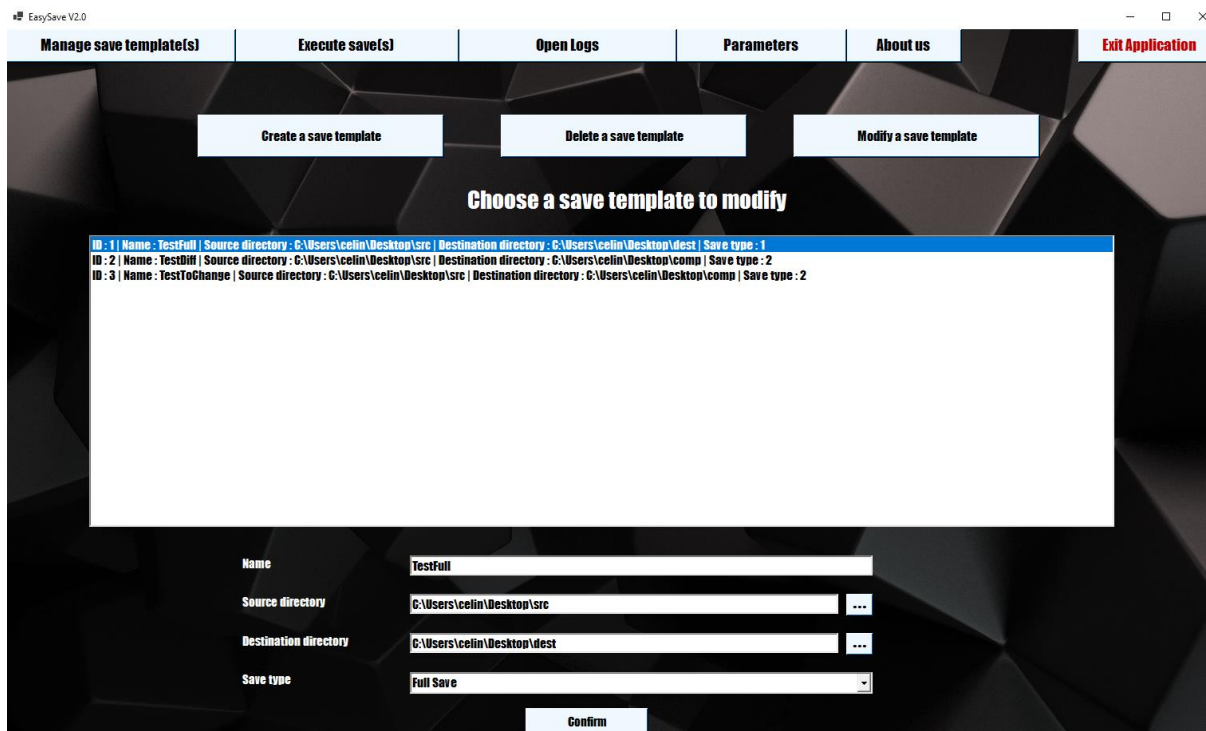 EasySave V2.0
Manage save template(s) Execute save(s) Open Logs Parameters About us Exit Application
Create a save template Delete a save template Modify a save template
Choose a save template to modify
ID : 1 | Name : TestFull | Source directory : C:\Users\celin\Desktop\src | Destination directory : C:\Users\celin\Desktop\dest | Save type : 1
ID : 2 | Name : TestDiff | Source directory : C:\Users\celin\Desktop\src | Destination directory : C:\Users\celin\Desktop\comp | Save type : 2
ID : 3 | Name : TestToChange | Source directory : C:\Users\celin\Desktop\src | Destination directory : C:\Users\celin\Desktop\comp | Save type : 2
Name TestFull
Source directory C:\Users\celin\Desktop\src ...
Destination directory C:\Users\celin\Desktop\dest ...
Save type Full Save
Confirm